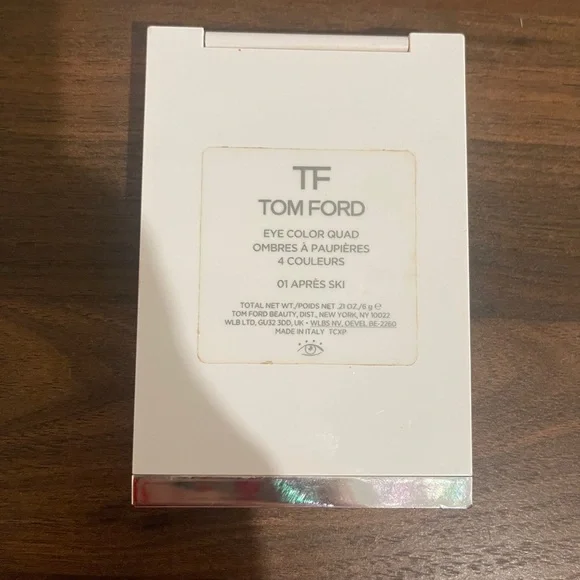 TF
TOM FORD
EYE COLOR QUAD
OMBRES À PAUPIÈRES
4 COULEURS
01 APRÈS SKI
TOTAL NET WT./POIDS NET .21 OZ./6 g ℮
TOM FORD BEAUTY, DIST., NEW YORK, NY 10022
WLB LTD, GU32 3DD, UK • WLBS NV, OEVEL BE-2260
MADE IN ITALY TCXP